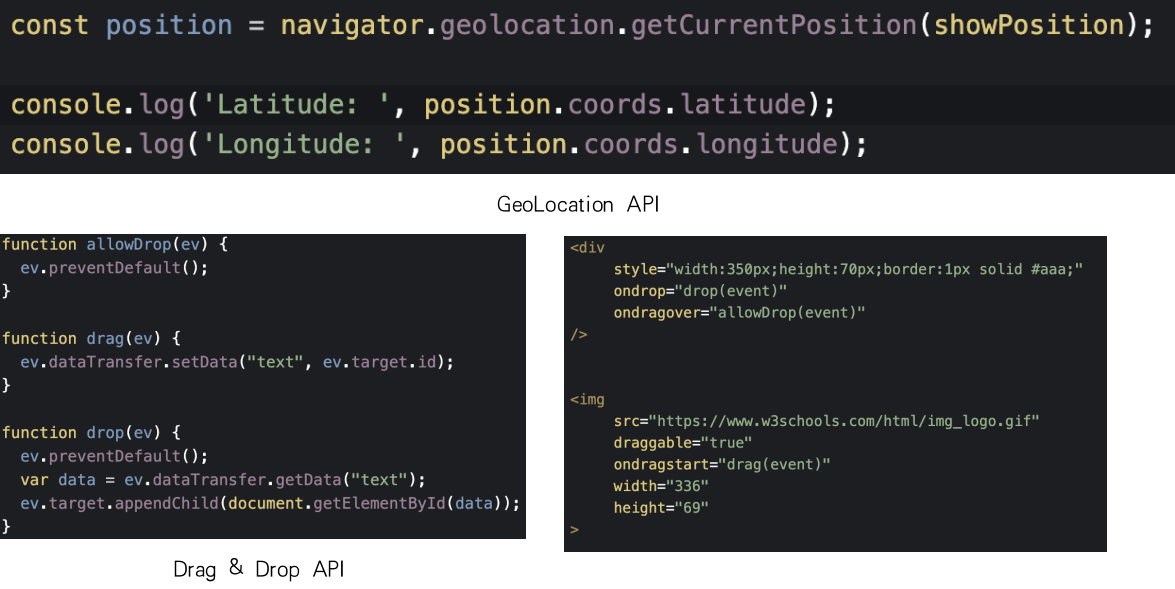 const position = navigator.geolocation.getCurrentPosition(showPosition);
console.log('Latitude: ', position.coords.latitude);
console.log('Longitude: ', position.coords.longitude);
GeoLocation API
function allowDrop(ev) {
  ev.preventDefault();
}
function drag(ev) {
  ev.dataTransfer.setData("text", ev.target.id);
}
function drop(ev) {
  ev.preventDefault();
  var data = ev.dataTransfer.getData("text");
  ev.target.appendChild(document.getElementById(data));
}
Drag & Drop API
<div
     style="width:350px;height:70px;border:1px solid #aaa;"
     ondrop="drop(event)"
     ondragover="allowDrop(event)"
/>
<img
     src="https://www.w3schools.com/html/img_logo.gif"
     draggable="true"
     ondragstart="drag(event)"
     width="336"
     height="69"
>